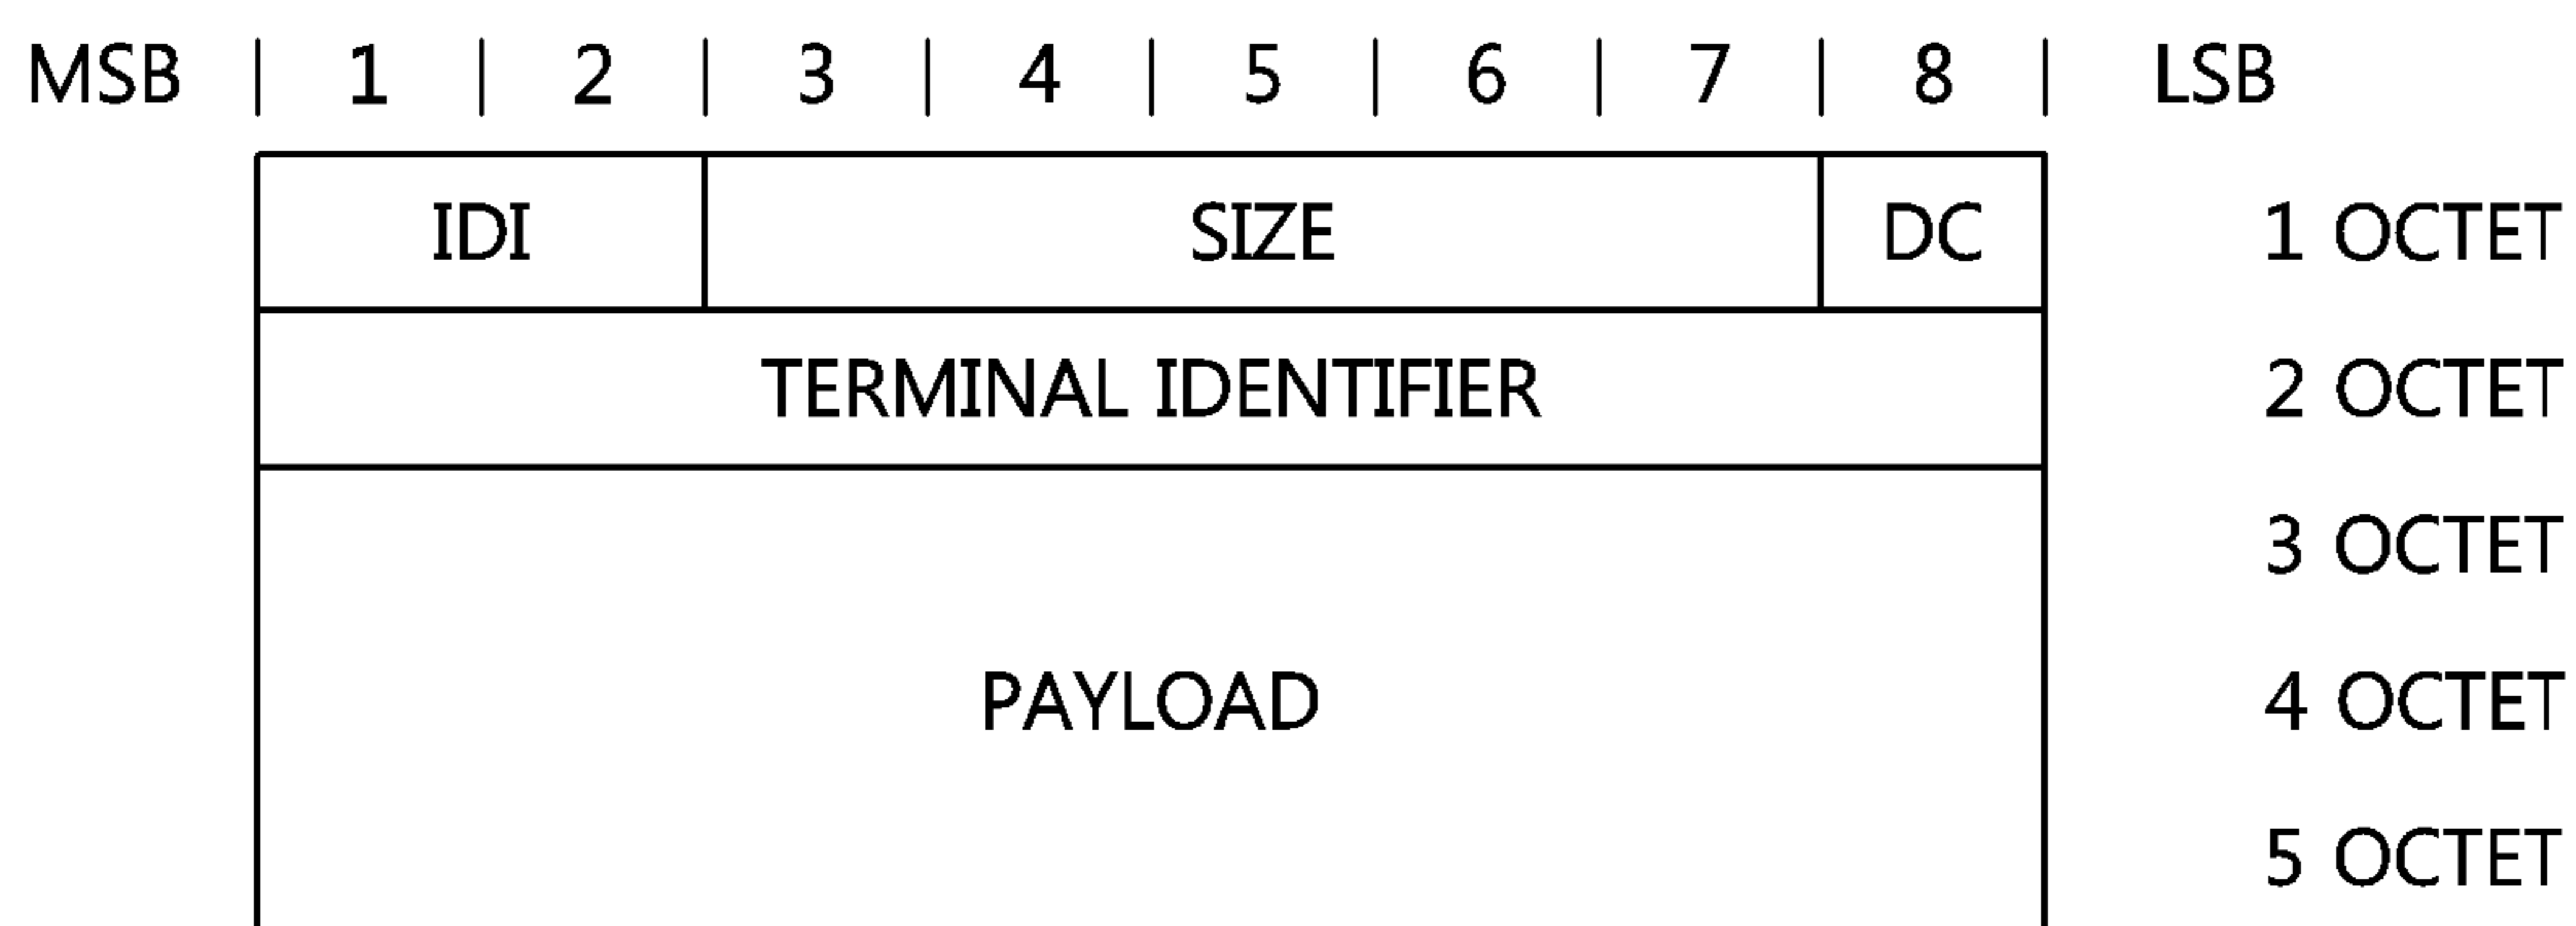 MSB | 1 | 2 | 3 | 4 | 5 | 6 | 7 | 8 | LSB
IDI SIZE DC 1 OCTET
TERMINAL IDENTIFIER 2 OCTET
3 OCTET
PAYLOAD 4 OCTET
5 OCTET